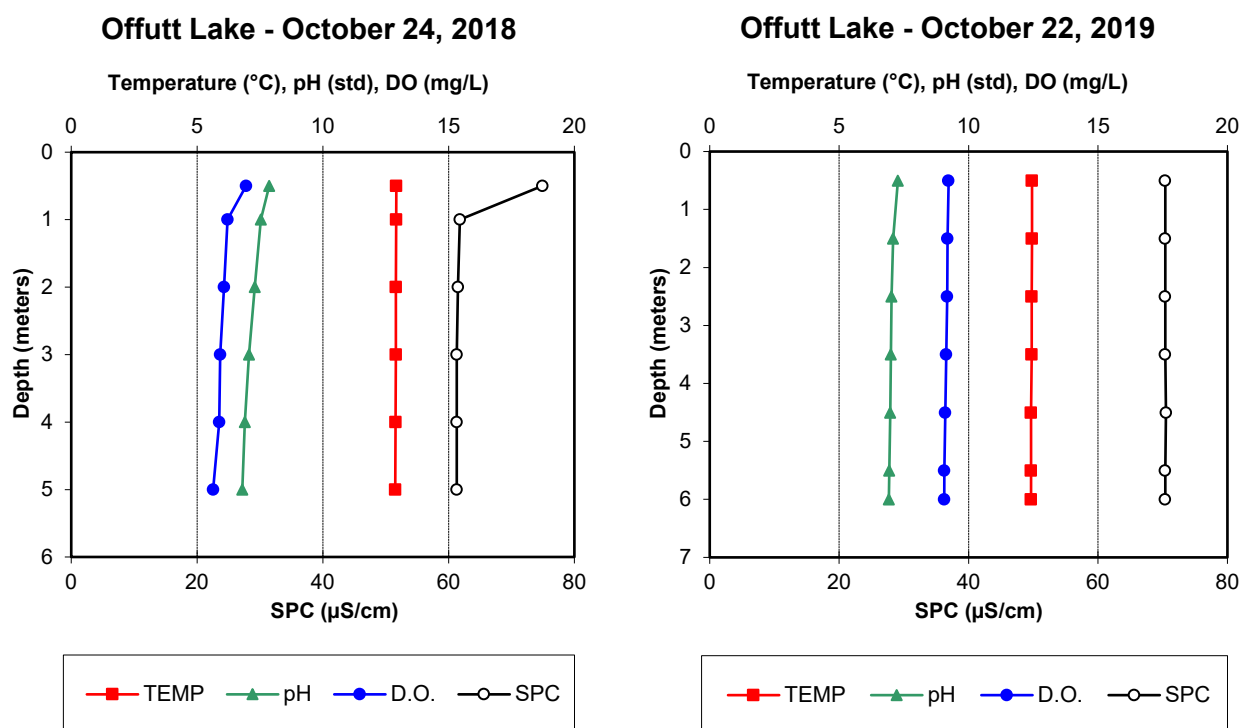 Offutt Lake - October 24, 2018
Temperature (°C), pH (std), DO (mg/L)
0 5 10 15 20
0
1
2
3
4
5
6
Depth (meters)
0 20 40 60 80
SPC (µS/cm)
TEMP pH D.O. SPC
Offutt Lake - October 22, 2019
Temperature (°C), pH (std), DO (mg/L)
0 5 10 15 20
0
1
2
3
4
5
6
7
Depth (meters)
0 20 40 60 80
SPC (µS/cm)
TEMP pH D.O. SPC